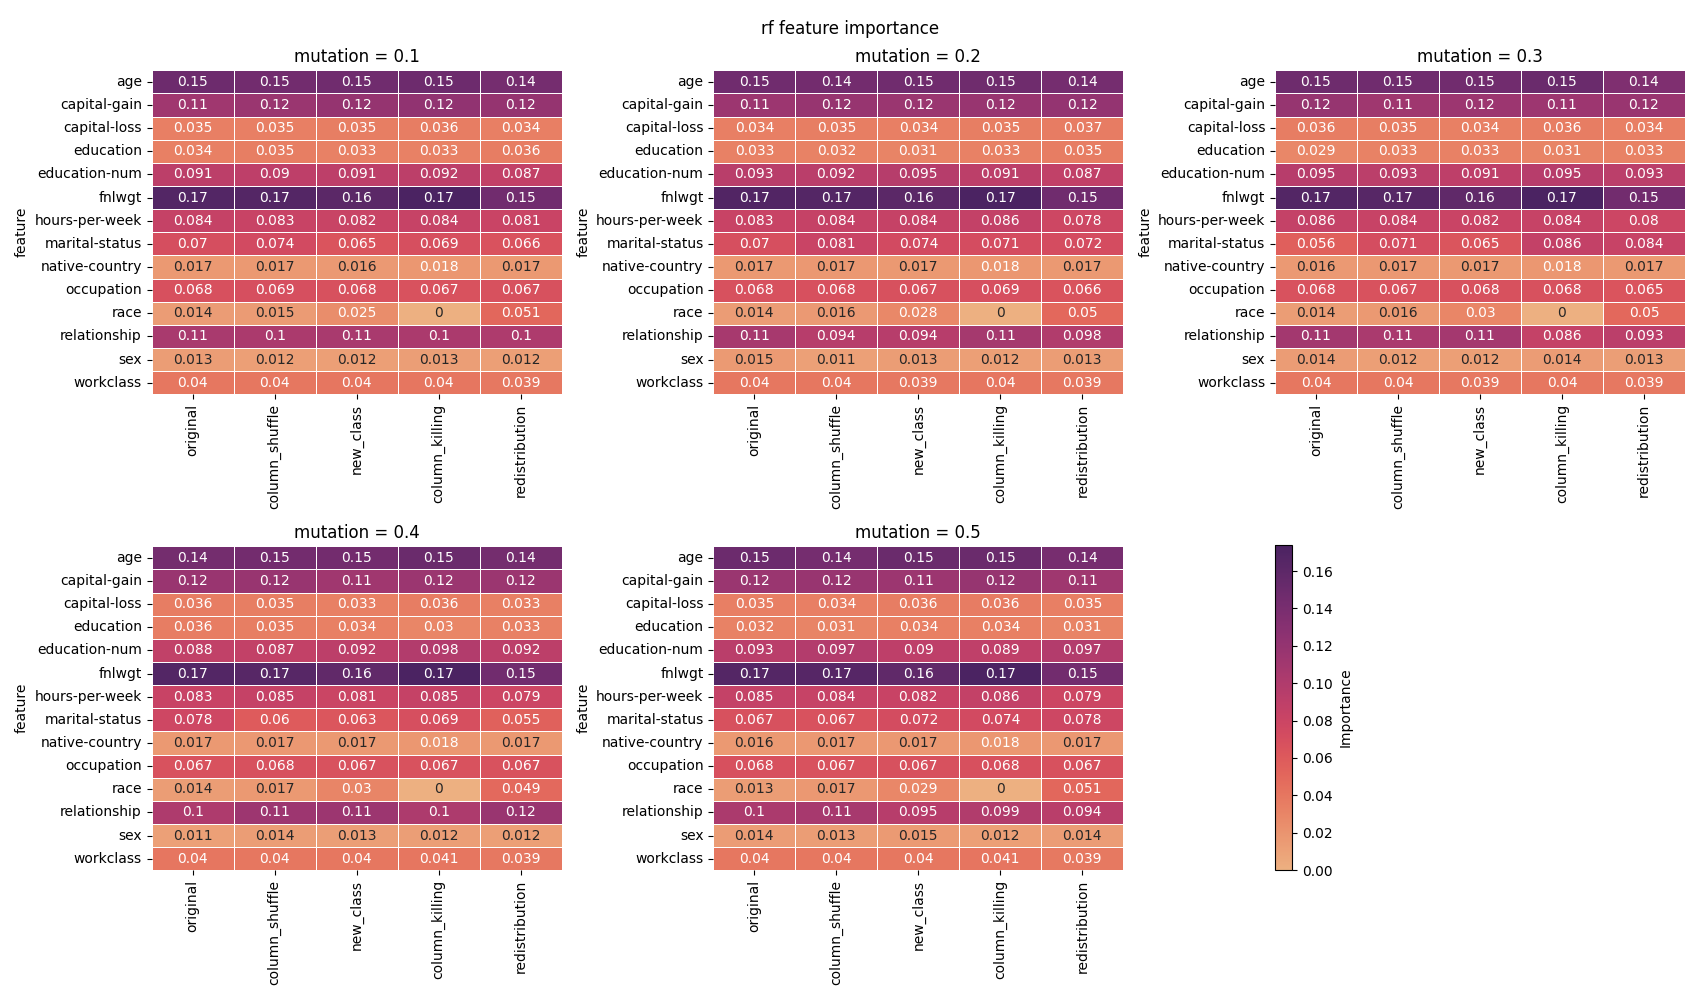 rf feature importance
mutation = 0.1
feature
age 0.15 0.15 0.15 0.15 0.14
capital-gain 0.11 0.12 0.12 0.12 0.12
capital-loss 0.035 0.035 0.035 0.036 0.034
education 0.034 0.035 0.033 0.033 0.036
education-num 0.091 0.09 0.091 0.092 0.087
fnlwgt 0.17 0.17 0.16 0.17 0.15
hours-per-week 0.084 0.083 0.082 0.084 0.081
marital-status 0.07 0.074 0.065 0.069 0.066
native-country 0.017 0.017 0.016 0.018 0.017
occupation 0.068 0.069 0.068 0.067 0.067
race 0.014 0.015 0.025 0 0.051
relationship 0.11 0.1 0.11 0.1 0.1
sex 0.013 0.012 0.012 0.013 0.012
workclass 0.04 0.04 0.04 0.04 0.039
original column_shuffle new_class column_killing redistribution
mutation = 0.2
feature
age 0.15 0.14 0.15 0.15 0.14
capital-gain 0.11 0.12 0.12 0.12 0.12
capital-loss 0.034 0.035 0.034 0.035 0.037
education 0.033 0.032 0.031 0.033 0.035
education-num 0.093 0.092 0.095 0.091 0.087
fnlwgt 0.17 0.17 0.16 0.17 0.15
hours-per-week 0.083 0.084 0.084 0.086 0.078
marital-status 0.07 0.081 0.074 0.071 0.072
native-country 0.017 0.017 0.017 0.018 0.017
occupation 0.068 0.068 0.067 0.069 0.066
race 0.014 0.016 0.028 0 0.05
relationship 0.11 0.094 0.094 0.11 0.098
sex 0.015 0.011 0.013 0.012 0.013
workclass 0.04 0.04 0.039 0.04 0.039
original column_shuffle new_class column_killing redistribution
mutation = 0.3
feature
age 0.15 0.15 0.15 0.15 0.14
capital-gain 0.12 0.11 0.12 0.11 0.12
capital-loss 0.036 0.035 0.034 0.036 0.034
education 0.029 0.033 0.033 0.031 0.033
education-num 0.095 0.093 0.091 0.095 0.093
fnlwgt 0.17 0.17 0.16 0.17 0.15
hours-per-week 0.086 0.084 0.082 0.084 0.08
marital-status 0.056 0.071 0.065 0.086 0.084
native-country 0.016 0.017 0.017 0.018 0.017
occupation 0.068 0.067 0.068 0.068 0.065
race 0.014 0.016 0.03 0 0.05
relationship 0.11 0.11 0.11 0.086 0.093
sex 0.014 0.012 0.012 0.014 0.013
workclass 0.04 0.04 0.039 0.04 0.039
original column_shuffle new_class column_killing redistribution
mutation = 0.4
feature
age 0.14 0.15 0.15 0.15 0.14
capital-gain 0.12 0.12 0.11 0.12 0.12
capital-loss 0.036 0.035 0.033 0.036 0.033
education 0.036 0.035 0.034 0.03 0.033
education-num 0.088 0.087 0.092 0.098 0.092
fnlwgt 0.17 0.17 0.16 0.17 0.15
hours-per-week 0.083 0.085 0.081 0.085 0.079
marital-status 0.078 0.06 0.063 0.069 0.055
native-country 0.017 0.017 0.017 0.018 0.017
occupation 0.067 0.068 0.067 0.067 0.067
race 0.014 0.017 0.03 0 0.049
relationship 0.1 0.11 0.11 0.1 0.12
sex 0.011 0.014 0.013 0.012 0.012
workclass 0.04 0.04 0.04 0.041 0.039
original column_shuffle new_class column_killing redistribution
mutation = 0.5
feature
age 0.15 0.14 0.15 0.15 0.14
capital-gain 0.12 0.12 0.11 0.12 0.11
capital-loss 0.035 0.034 0.036 0.036 0.035
education 0.032 0.031 0.034 0.034 0.031
education-num 0.093 0.097 0.09 0.089 0.097
fnlwgt 0.17 0.17 0.16 0.17 0.15
hours-per-week 0.085 0.084 0.082 0.086 0.079
marital-status 0.067 0.067 0.072 0.074 0.078
native-country 0.016 0.017 0.017 0.018 0.017
occupation 0.068 0.067 0.067 0.068 0.067
race 0.013 0.017 0.029 0 0.051
relationship 0.1 0.11 0.095 0.099 0.094
sex 0.014 0.013 0.015 0.012 0.014
workclass 0.04 0.04 0.04 0.041 0.039
original column_shuffle new_class column_killing redistribution
0.16
0.14
0.12
0.10
0.08
0.06
0.04
0.02
0.00
Importance